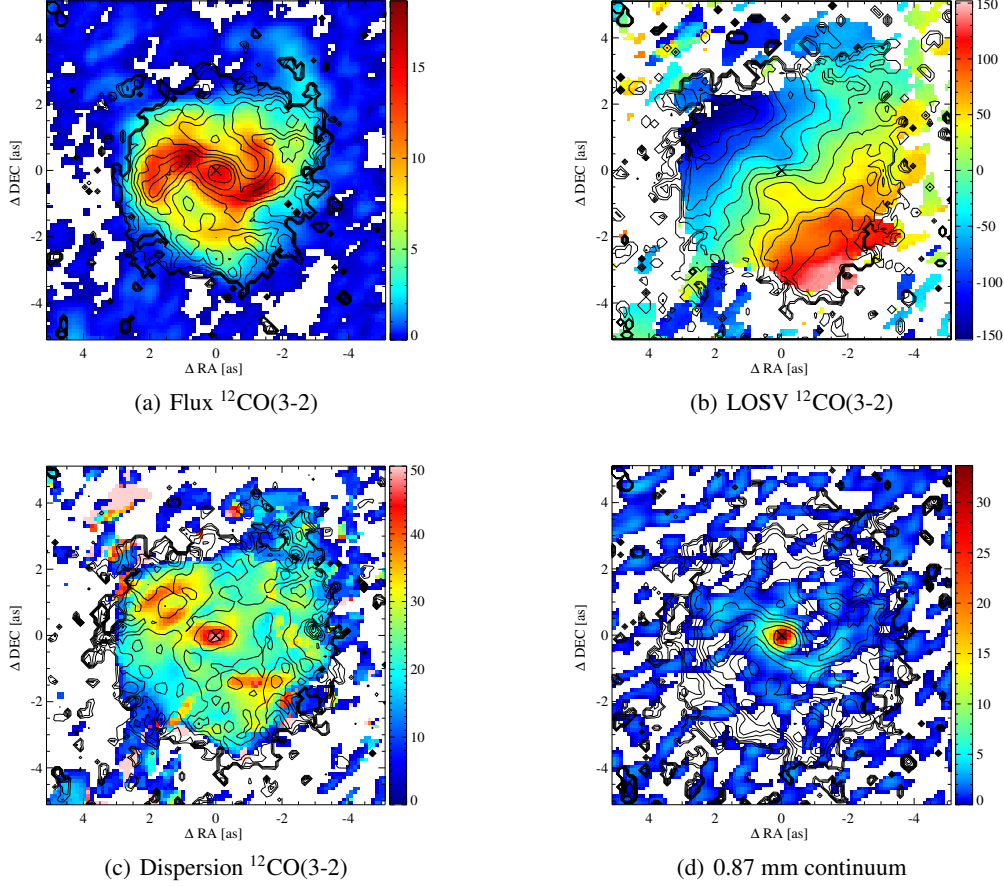 4
2
0
-2
-4
Δ DEC [as]
4 2 0 -2 -4
Δ RA [as]
15
10
5
0
(a) Flux ¹²CO(3-2)
4
2
0
-2
-4
Δ DEC [as]
4 2 0 -2 -4
Δ RA [as]
150
100
50
0
-50
-100
-150
(b) LOSV ¹²CO(3-2)
4
2
0
-2
-4
Δ DEC [as]
4 2 0 -2 -4
Δ RA [as]
50
40
30
20
10
0
(c) Dispersion ¹²CO(3-2)
4
2
0
-2
-4
Δ DEC [as]
4 2 0 -2 -4
Δ RA [as]
30
25
20
15
10
5
0
(d) 0.87 mm continuum